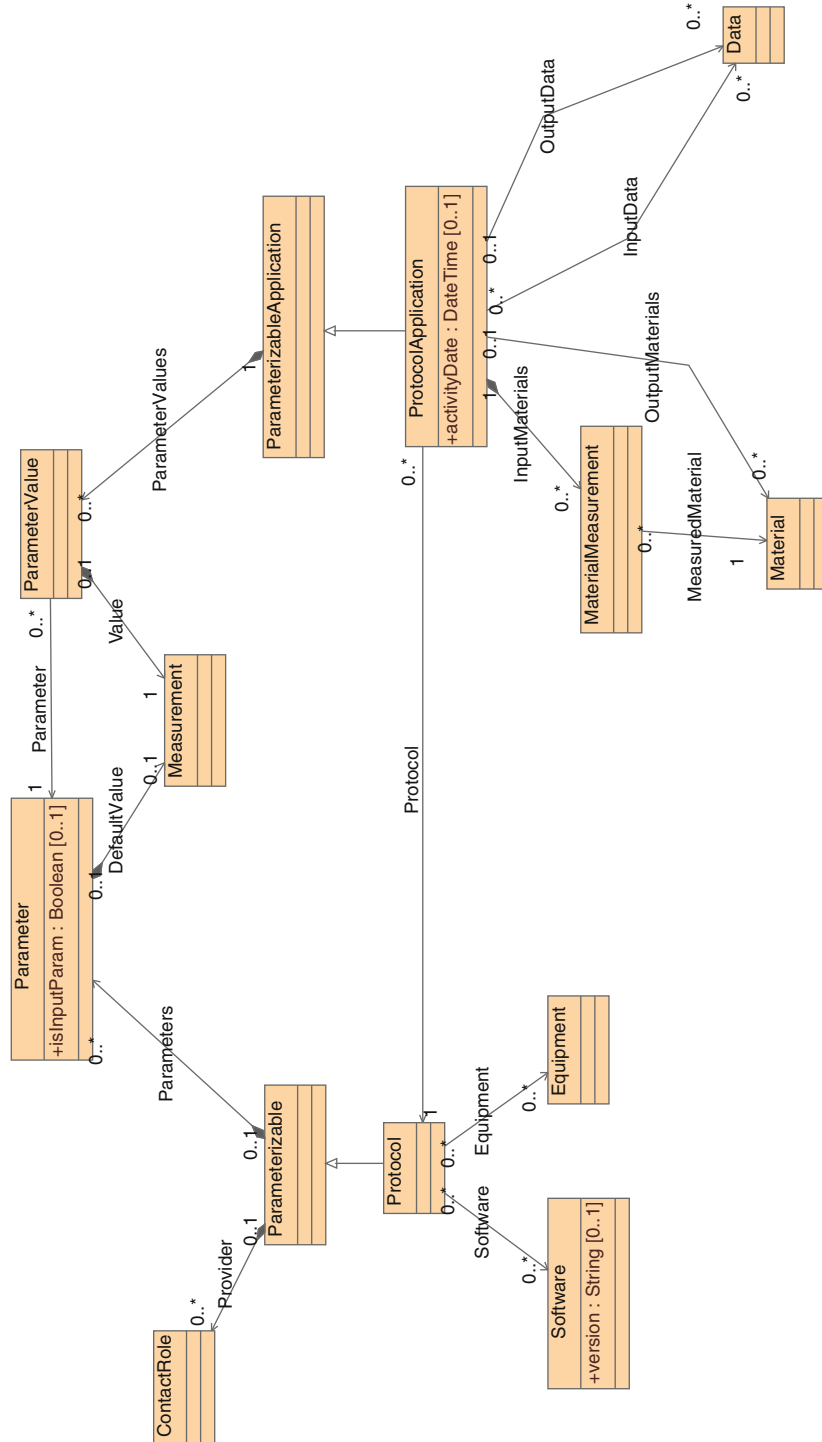 ContactRole
Provider
0..*
0..1
Parameterizable
0..1
Parameters
0..*
Parameter
+isInputParam : Boolean [0..1]
0..1
DefaultValue
0..1
Measurement
1
Value
0..1
1
Parameter
0..*
ParameterValue
0..*
ParameterValues
1
ParameterizableApplication
Protocol
0..*
Software
0..*
Software
+version : String [0..1]
0..*
Equipment
0..*
Equipment
1
Protocol
0..*
ProtocolApplication
+activityDate : DateTime [0..1]
1
InputMaterials
0..*
MaterialMeasurement
0..*
MeasuredMaterial
1
Material
0..1
OutputMaterials
0..*
0..*
InputData
0..*
0..1
OutputData
0..*
Data